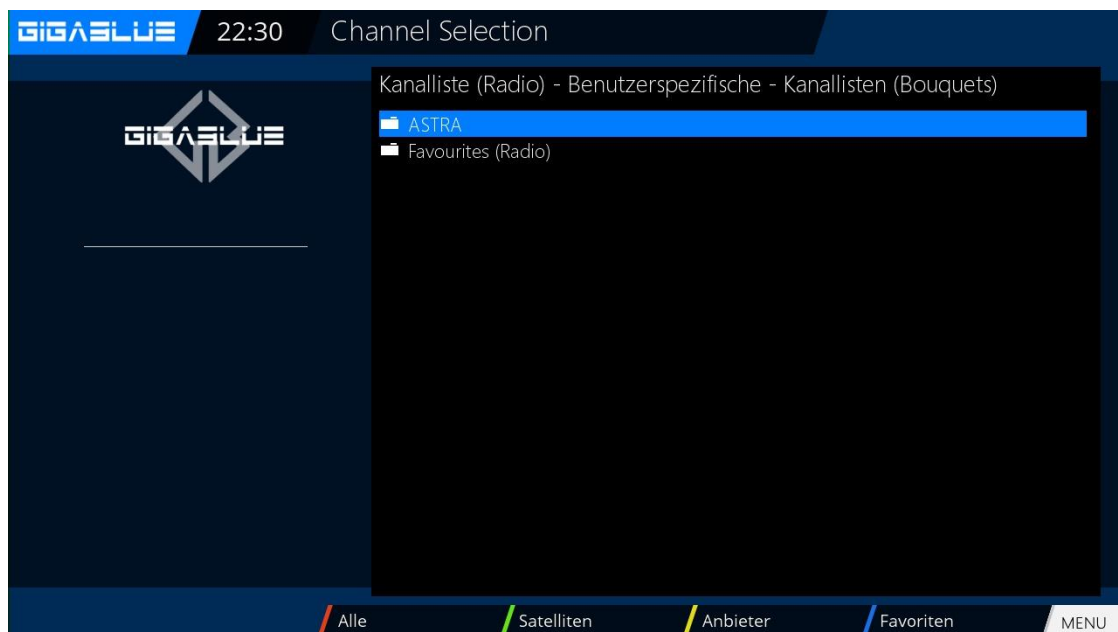 GIGABLUE 22:30 Channel Selection
Kanalliste (Radio) - Benutzerspezifische - Kanallisten (Bouquets)
GIGABLUE
ASTRA
Favourites (Radio)
Alle Satelliten Anbieter Favoriten MENU